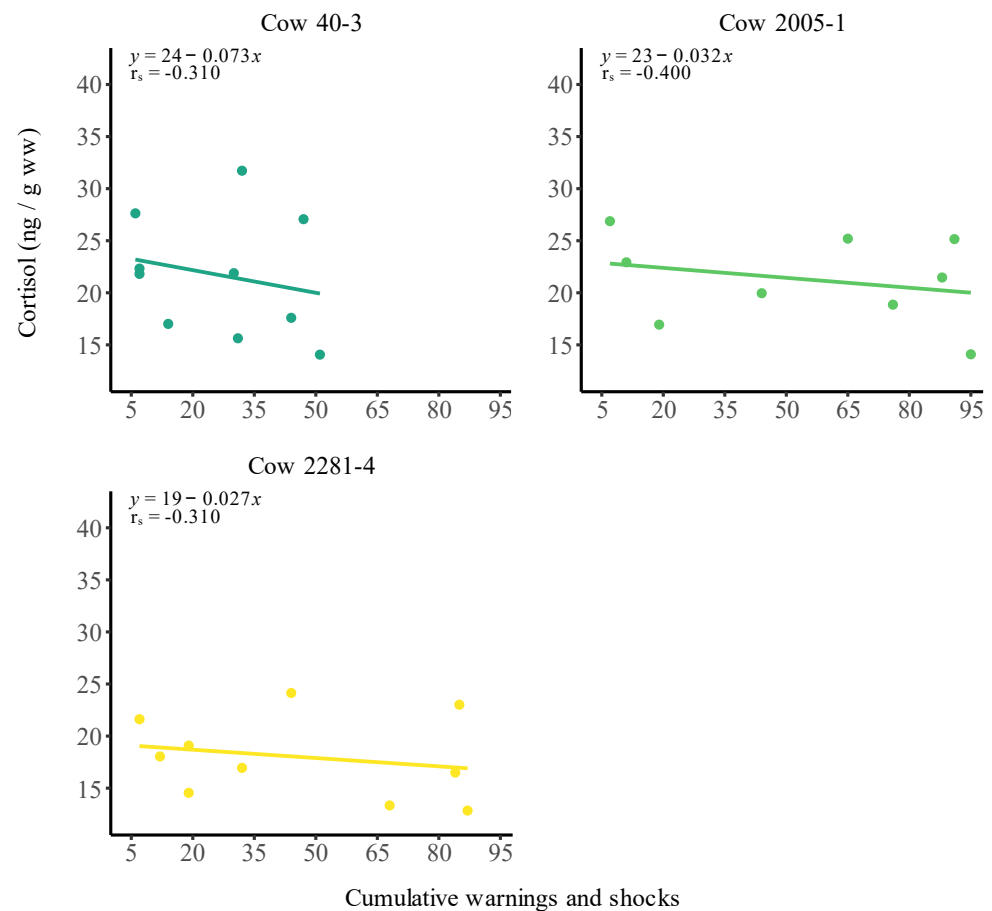 Cow 40-3
y = 24 − 0.073x
rₛ = -0.310
40
35
30
25
20
15
5 20 35 50 65 80 95
Cow 2005-1
y = 23 − 0.032x
rₛ = -0.400
40
35
30
25
20
15
5 20 35 50 65 80 95
Cow 2281-4
y = 19 − 0.027x
rₛ = -0.310
40
35
30
25
20
15
5 20 35 50 65 80 95
Cortisol (ng / g ww)
Cumulative warnings and shocks